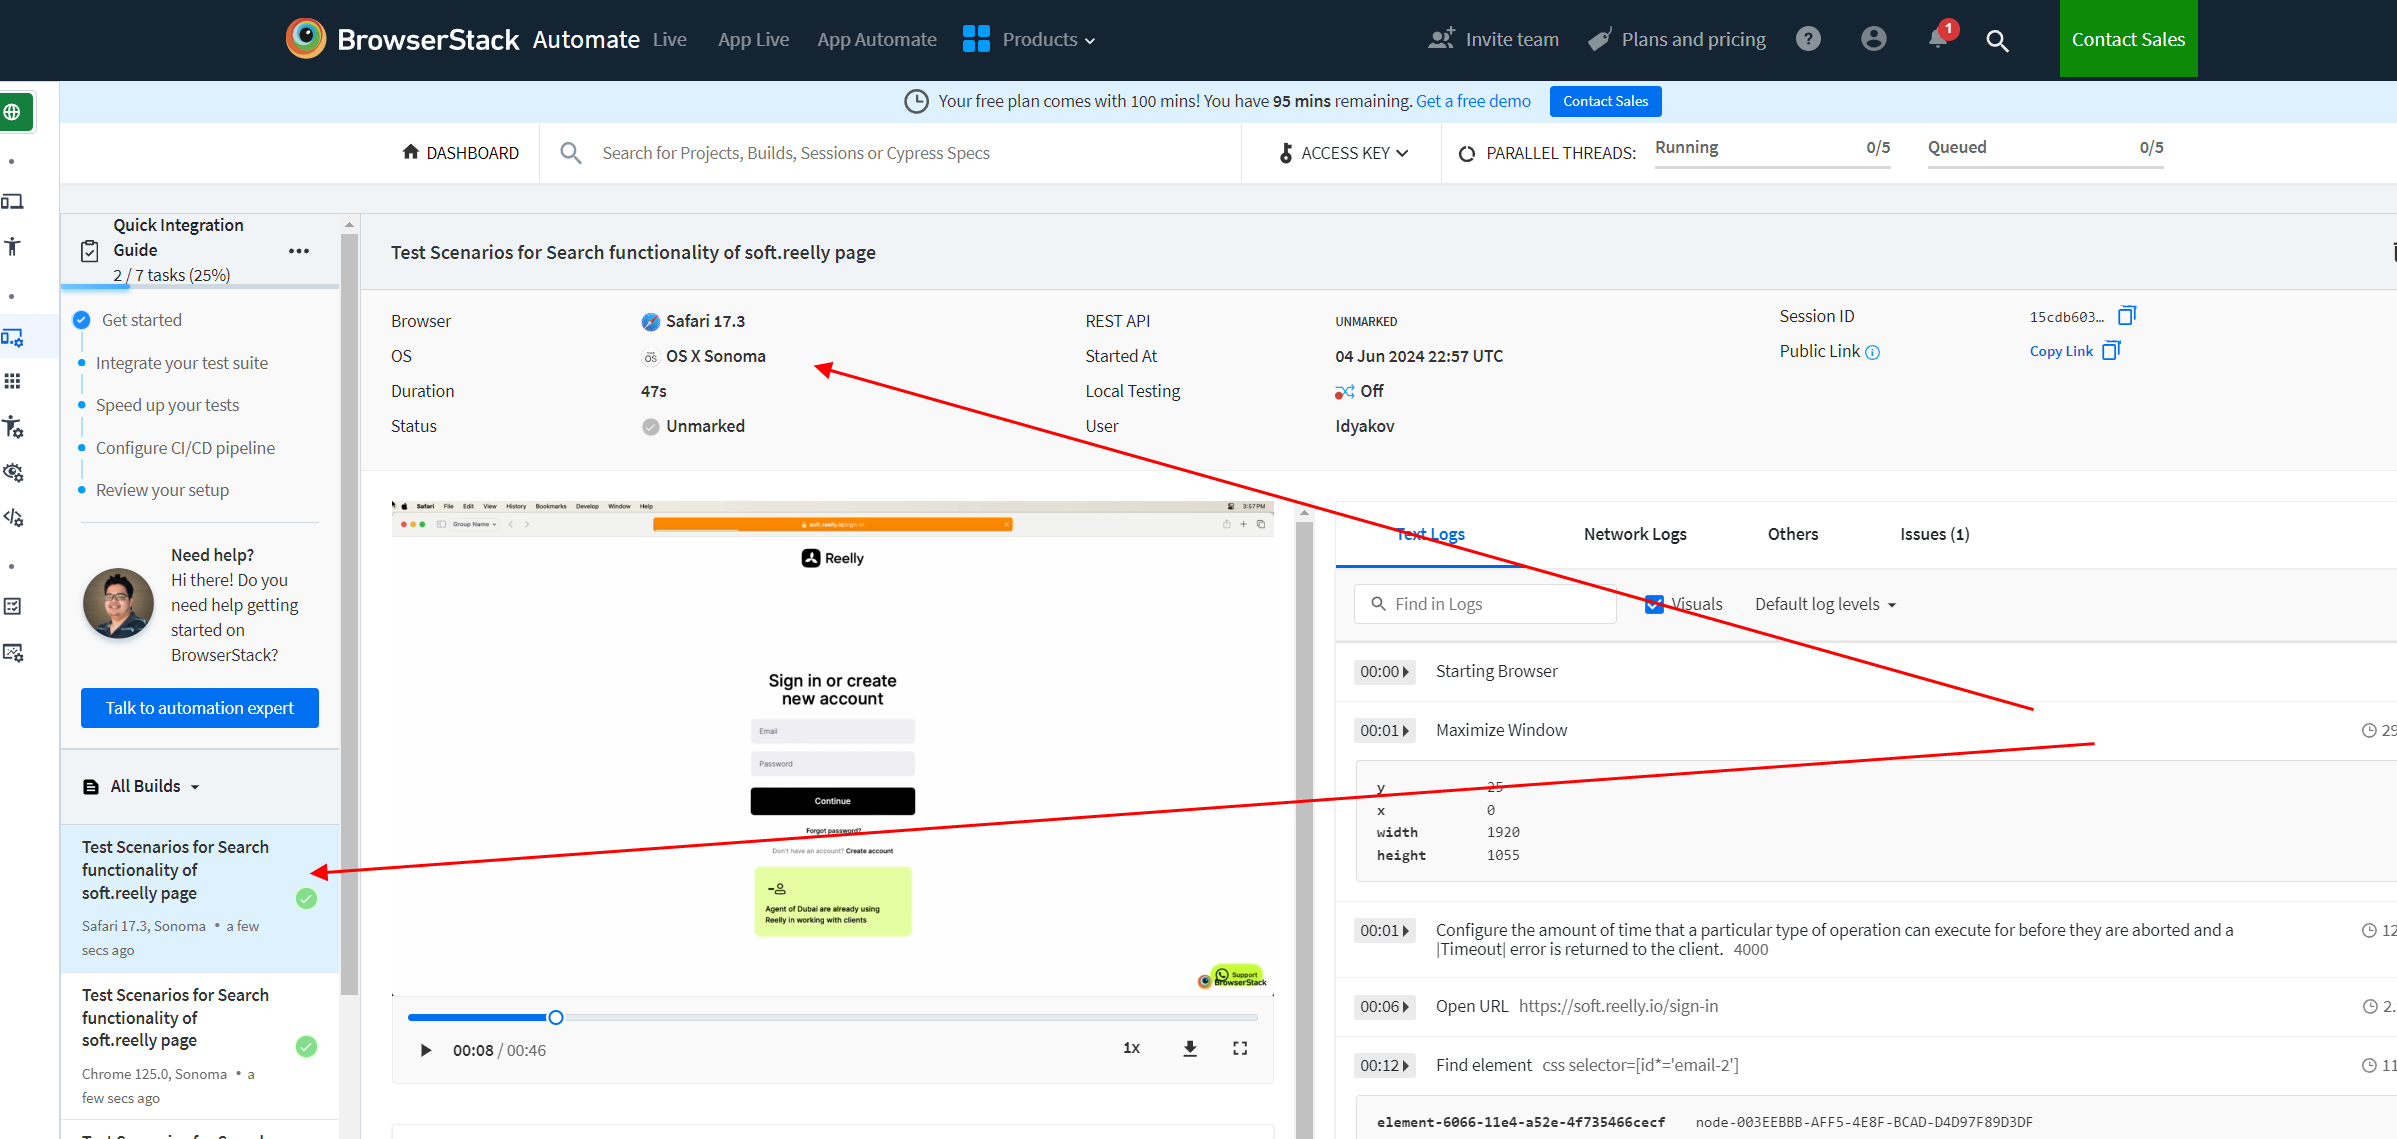 BrowserStack Automate Live App Live App Automate Products Invite team Plans and pricing ? 1 Contact Sales
Your free plan comes with 100 mins! You have 95 mins remaining. Get a free demo Contact Sales
DASHBOARD Search for Projects, Builds, Sessions or Cypress Specs ACCESS KEY PARALLEL THREADS: Running 0/5 Queued 0/5
Quick Integration
Guide
2 / 7 tasks (25%)
Get started
Integrate your test suite
Speed up your tests
Configure CI/CD pipeline
Review your setup
Need help?
Hi there! Do you
need help getting
started on
BrowserStack?
Talk to automation expert
All Builds
Test Scenarios for Search
functionality of
soft.reelly page
Safari 17.3, Sonoma • a few
secs ago
Test Scenarios for Search
functionality of
soft.reelly page
Chrome 125.0, Sonoma • a
few secs ago
Test Scenarios for Search
Test Scenarios for Search functionality of soft.reelly page
Browser Safari 17.3
OS OS X Sonoma
Duration 47s
Status Unmarked
REST API UNMARKED
Started At 04 Jun 2024 22:57 UTC
Local Testing Off
User Idyakov
Session ID 15cdb603...
Public Link Copy Link
Safari File Edit View History Bookmarks Develop Window Help 3:57 PM
Group Name soft.reelly.io/sign-in
Reelly
Sign in or create
new account
Email
Password
Continue
Forgot password?
Don't have an account? Create account
Agent of Dubai are already using
Reelly in working with clients
Support
BrowserStack
00:08 / 00:46 1x
Text Logs Network Logs Others Issues (1)
Find in Logs Visuals Default log levels
00:00 Starting Browser
00:01 Maximize Window 29
y 25
x 0
width 1920
height 1055
00:01 Configure the amount of time that a particular type of operation can execute for before they are aborted and a 12
|Timeout| error is returned to the client. 4000
00:06 Open URL https://soft.reelly.io/sign-in 2.
00:12 Find element css selector=[id*='email-2'] 11
element-6066-11e4-a52e-4f735466cecf node-003EEBBB-AFF5-4E8F-BCAD-D4D97F89D3DF